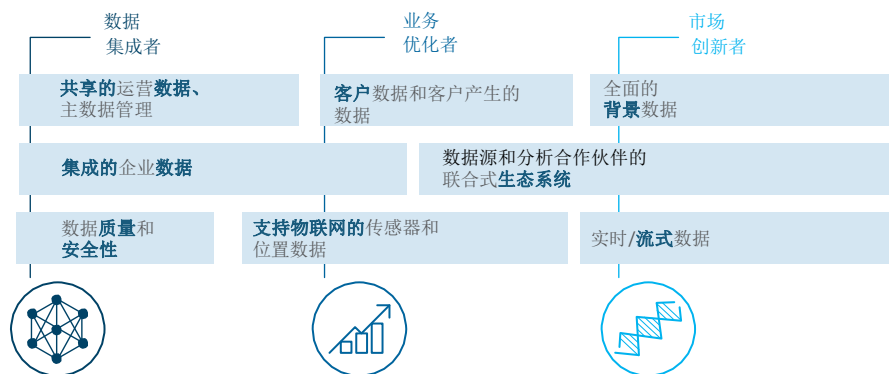 数据
集成者
业务
优化者
市场
创新者
共享的运营数据、
主数据管理
客户数据和客户产生的
数据
全面的
背景数据
集成的企业数据
数据源和分析合作伙伴的
联合式生态系统
数据质量和
安全性
支持物联网的传感器和
位置数据
实时/流式数据